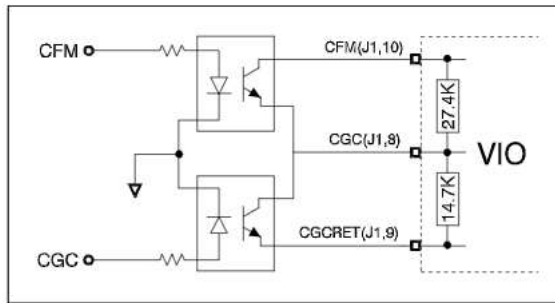 CFM
CFM(J1,10)
27.4K
CGC(J1,8)
VIO
14.7K
CGCRET(J1,9)
CGC